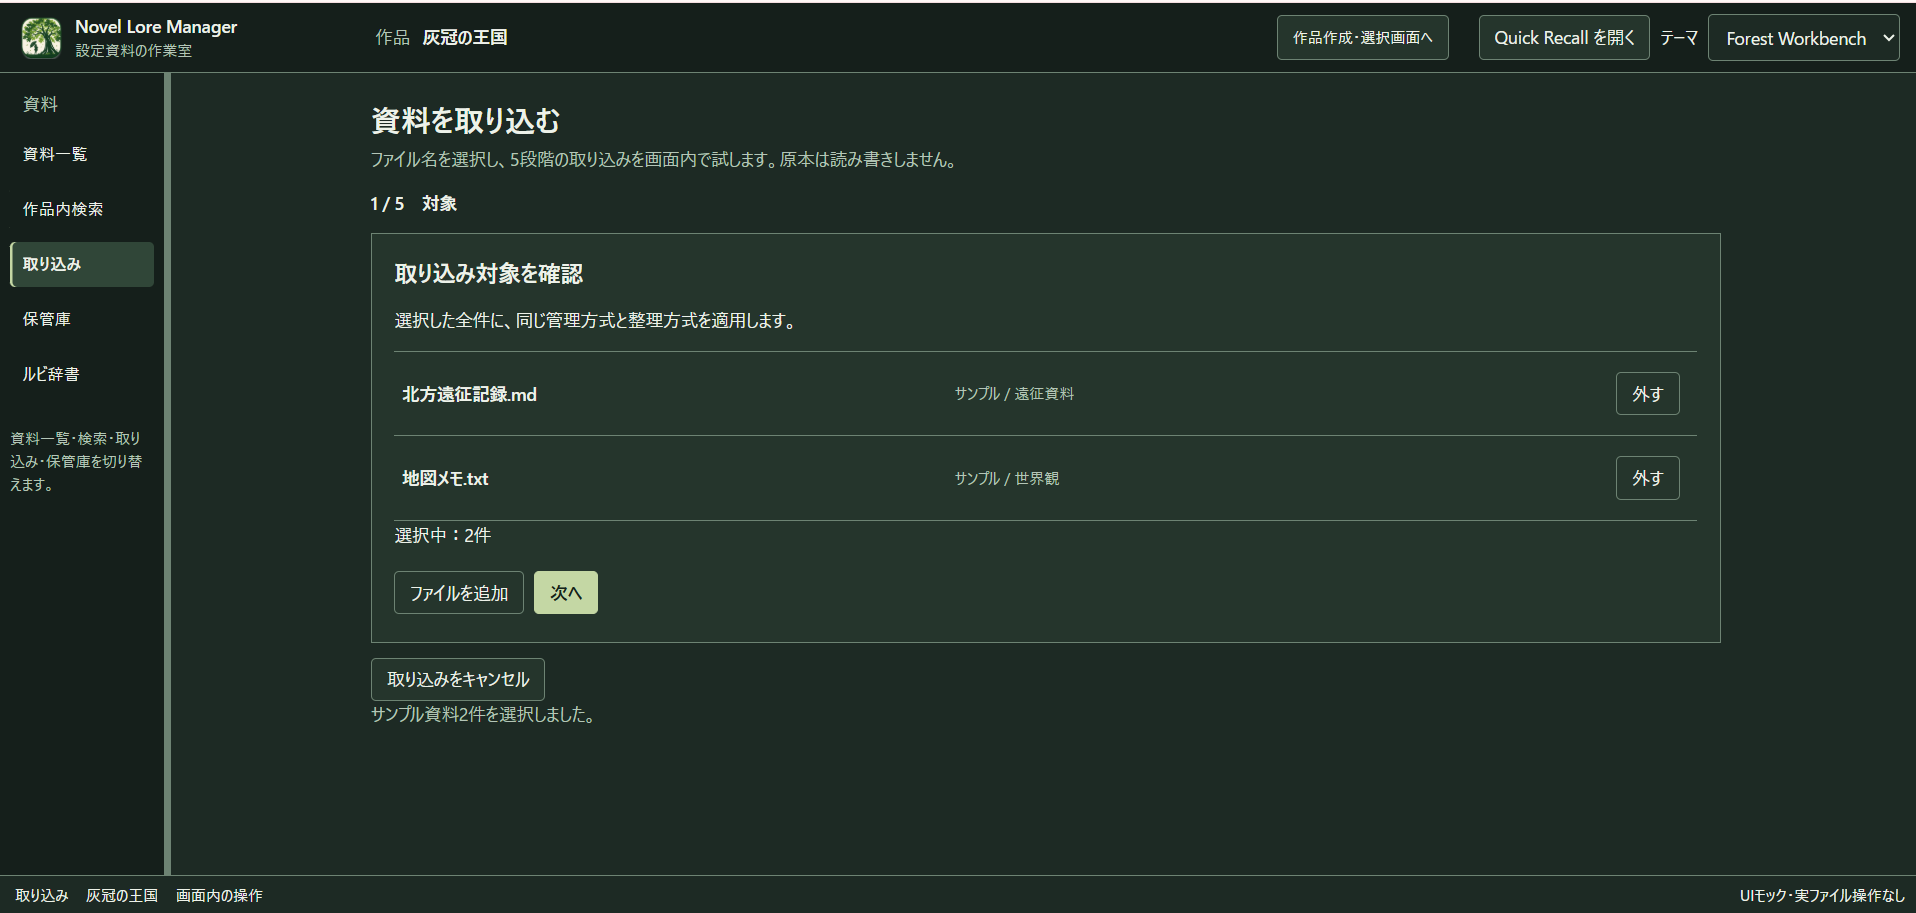 Novel Lore Manager
設定資料の作業室
作品 灰冠の王国
作品作成・選択画面へ
Quick Recall を開く
テーマ
Forest Workbench
資料
資料一覧
作品内検索
取り込み
保管庫
ルビ辞書
資料一覧・検索・取り
込み・保管庫を切り替
えます。
資料を取り込む
ファイル名を選択し、5段階の取り込みを画面内で試します。原本は読み書きしません。
1 / 5 対象
取り込み対象を確認
選択した全件に、同じ管理方式と整理方式を適用します。
北方遠征記録.md
サンプル / 遠征資料
外す
地図メモ.txt
サンプル / 世界観
外す
選択中：2件
ファイルを追加
次へ
取り込みをキャンセル
サンプル資料2件を選択しました。
取り込み 灰冠の王国 画面内の操作
UIモック・実ファイル操作なし